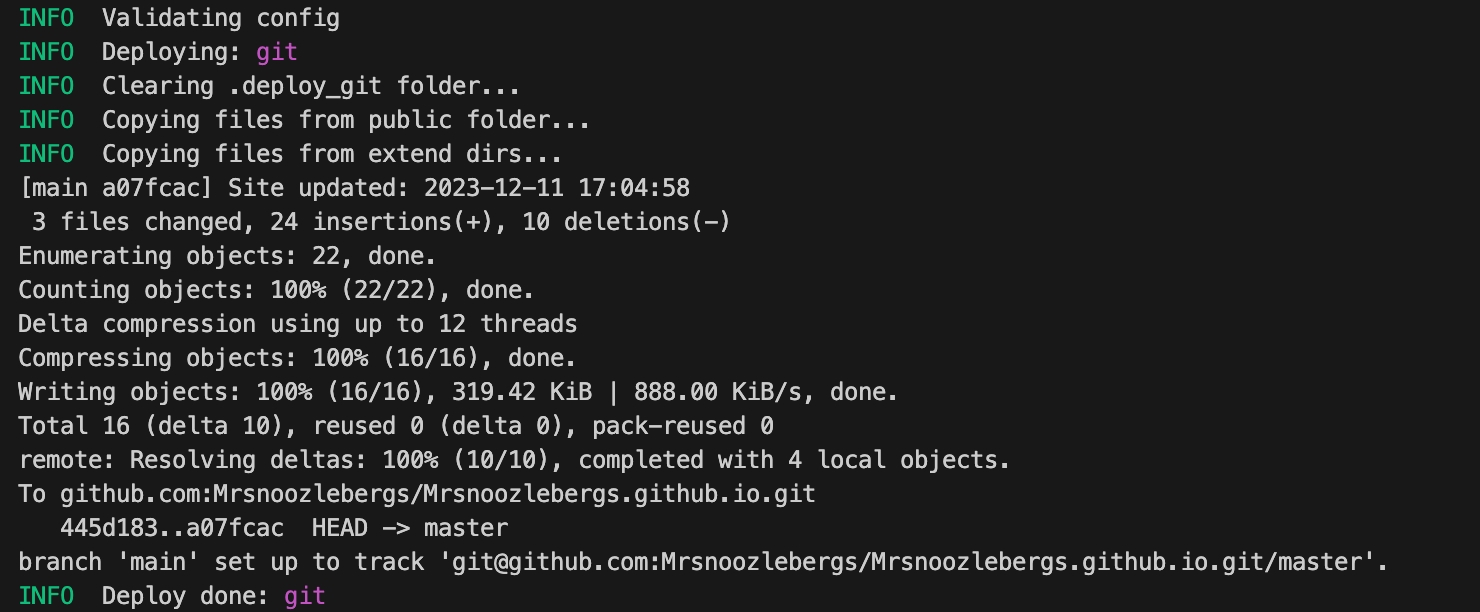 INFO  Validating config
INFO  Deploying: git
INFO  Clearing .deploy_git folder...
INFO  Copying files from public folder...
INFO  Copying files from extend dirs...
[main a07fcac] Site updated: 2023-12-11 17:04:58
 3 files changed, 24 insertions(+), 10 deletions(-)
Enumerating objects: 22, done.
Counting objects: 100% (22/22), done.
Delta compression using up to 12 threads
Compressing objects: 100% (16/16), done.
Writing objects: 100% (16/16), 319.42 KiB | 888.00 KiB/s, done.
Total 16 (delta 10), reused 0 (delta 0), pack-reused 0
remote: Resolving deltas: 100% (10/10), completed with 4 local objects.
To github.com:Mrsnoozlebergs/Mrsnoozlebergs.github.io.git
   445d183..a07fcac  HEAD -> master
branch 'main' set up to track 'git@github.com:Mrsnoozlebergs/Mrsnoozlebergs.github.io.git/master'.
INFO  Deploy done: git